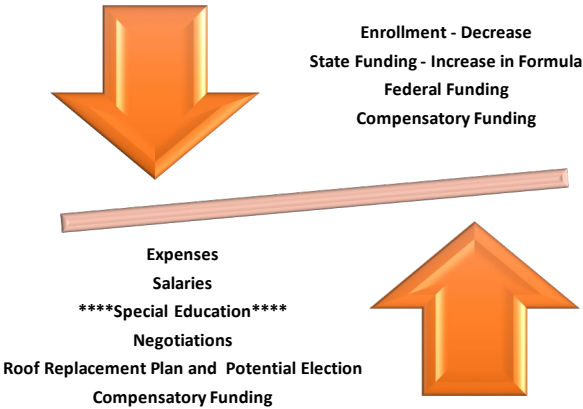 Enrollment - Decrease
State Funding - Increase in Formula
Federal Funding
Compensatory Funding
Expenses
Salaries
****Special Education****
Negotiations
Roof Replacement Plan and Potential Election
Compensatory Funding